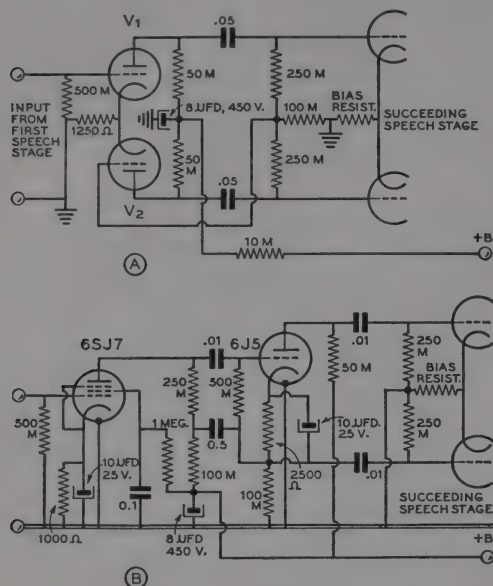 V1
.05
50 M
250 M
500 M
8 µFD, 450 V.
BIAS
RESIST.
INPUT
FROM
FIRST
SPEECH
STAGE
1250 Ω
100 M
SUCCEEDING
SPEECH STAGE
50
M
250 M
V2
.05
10 M
+B
A
6SJ7
.01
6J5
.01
+B
250
M
500
M
50 M
250
M
BIAS
RESIST.
500
M
10 µFD.
25 V.
1 MEG.
0.5
10 µFD.
25 V.
250
M
100 M
2500
Ω
.01
0.1
100
M
SUCCEEDING
SPEECH STAGE
1000 Ω
8 µFD
450 V.
+B
B